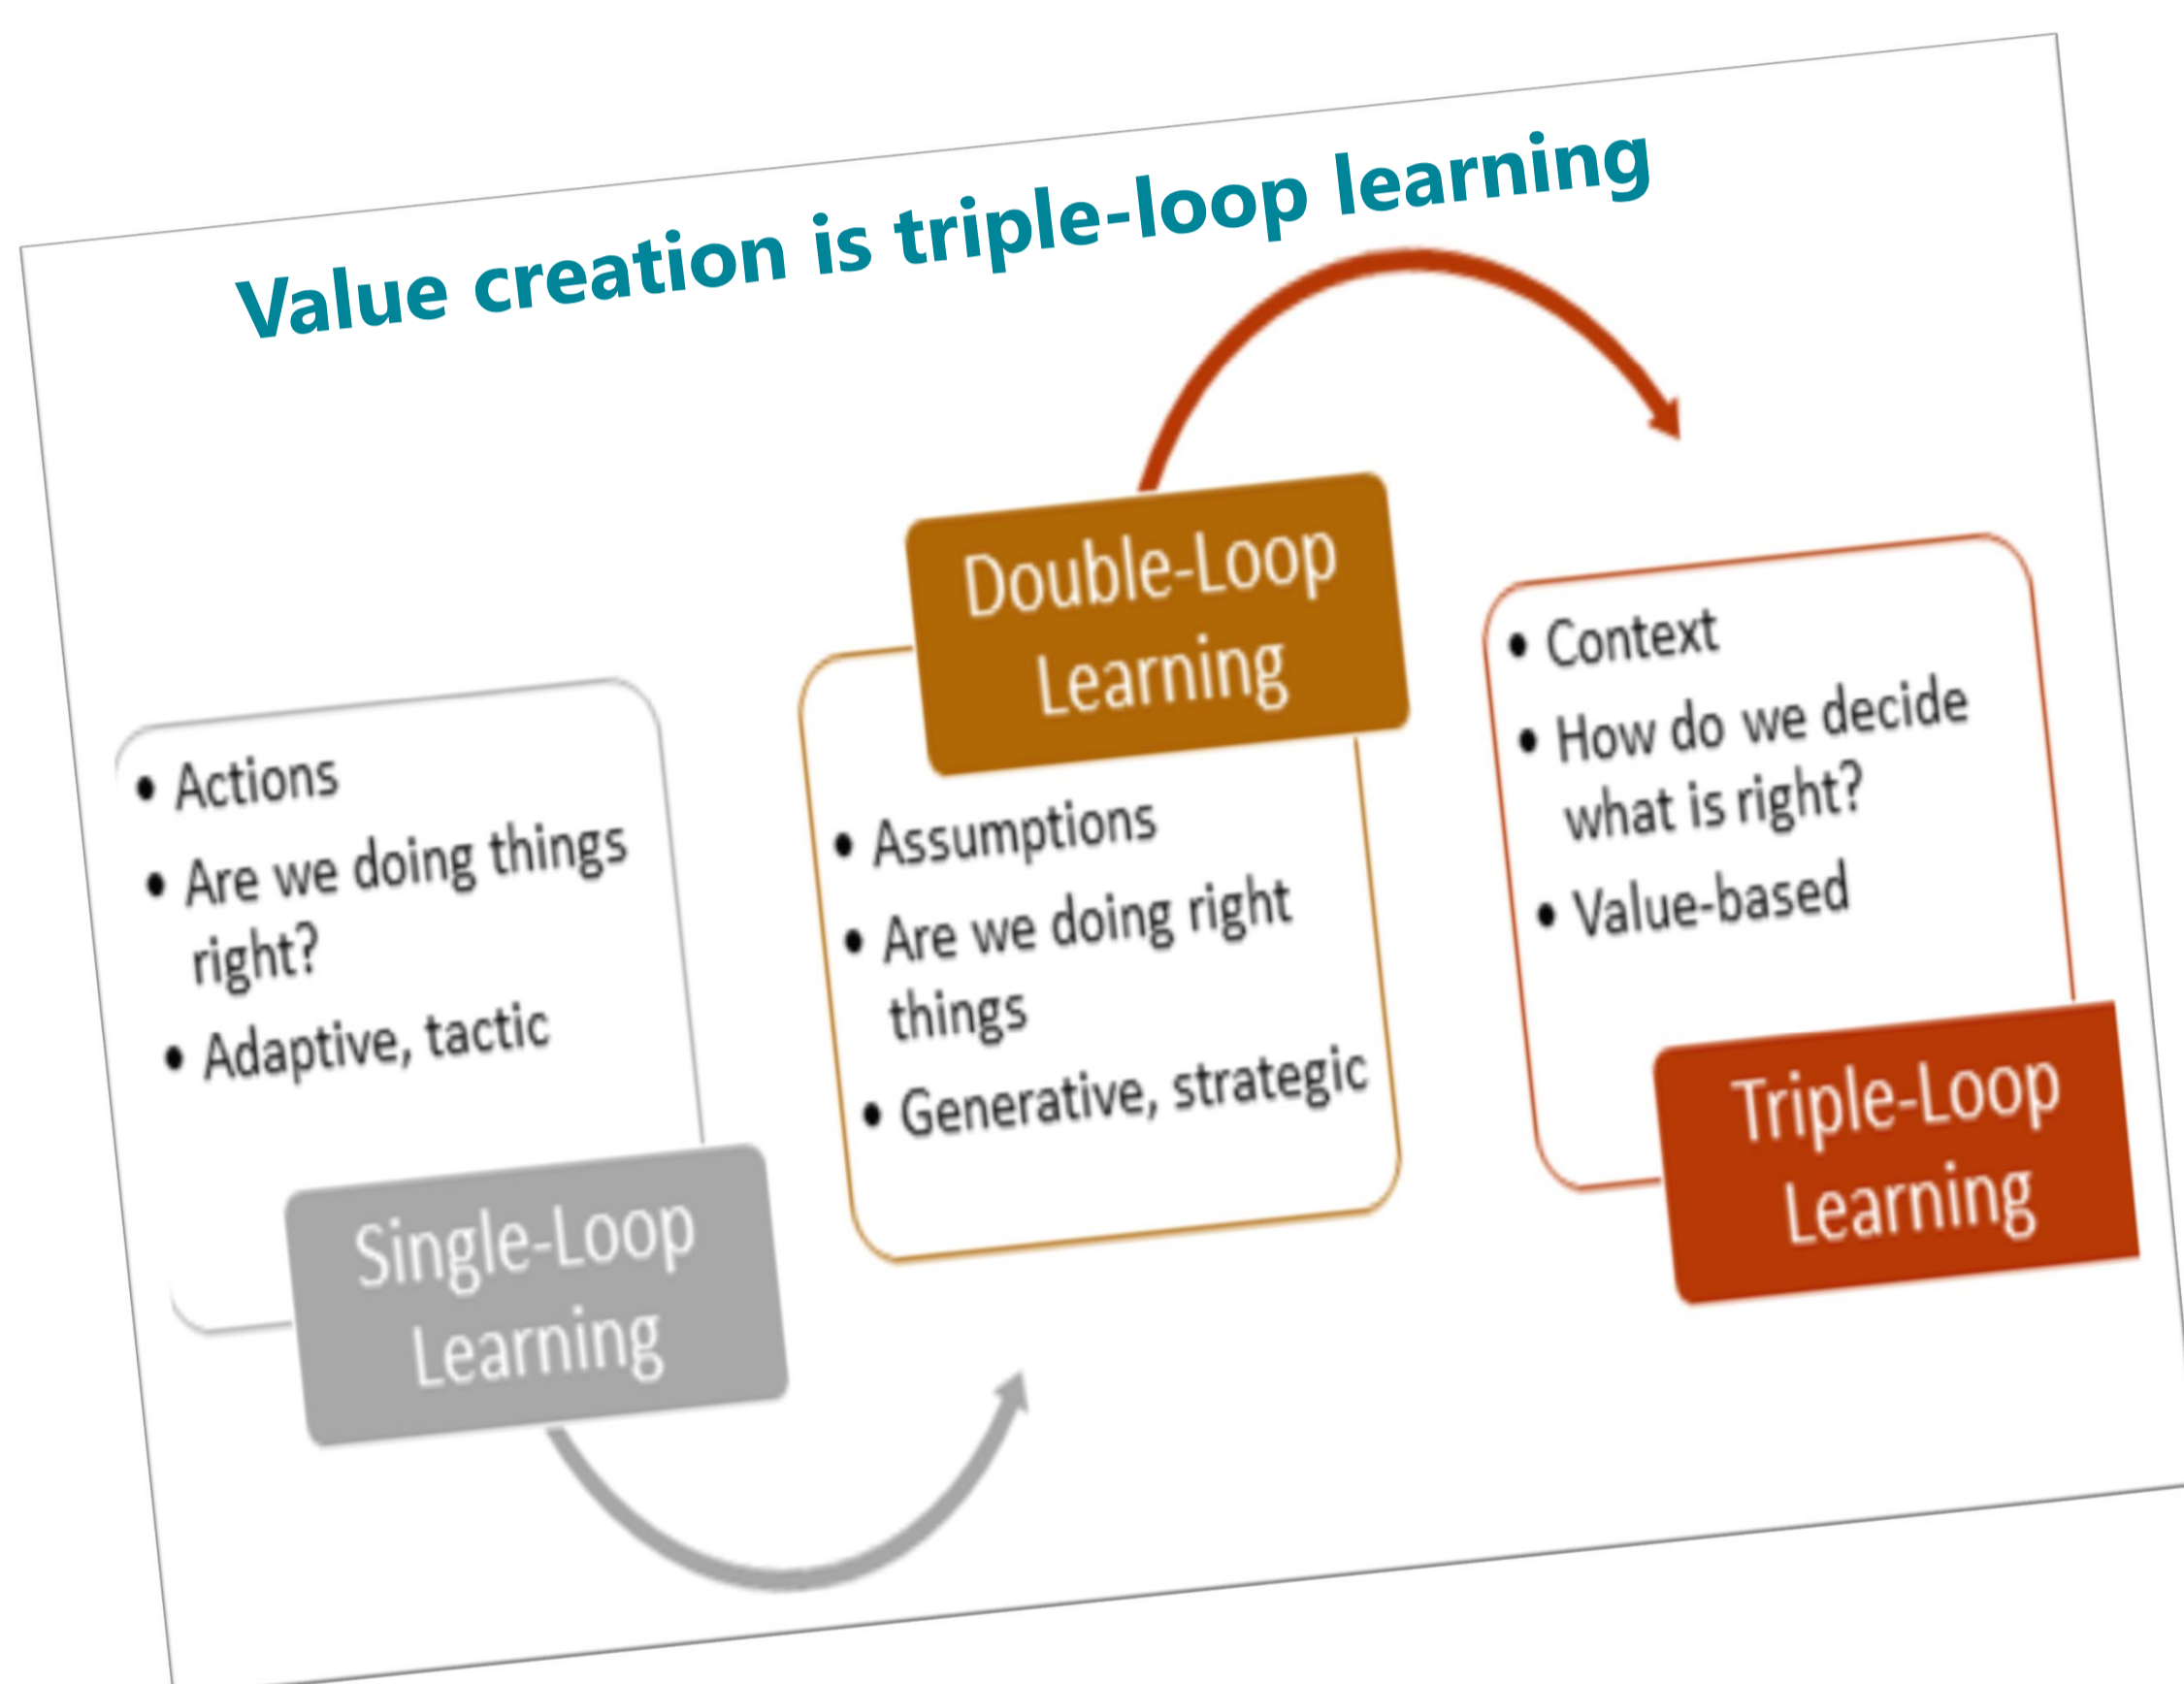 Value creation is triple-loop learning
• Actions
• Are we doing things
right?
• Adaptive, tactic
Single-Loop
Learning
Double-Loop
Learning
• Assumptions
• Are we doing right
things
• Generative, strategic
• Context
• How do we decide
what is right?
• Value-based
Triple-Loop
Learning